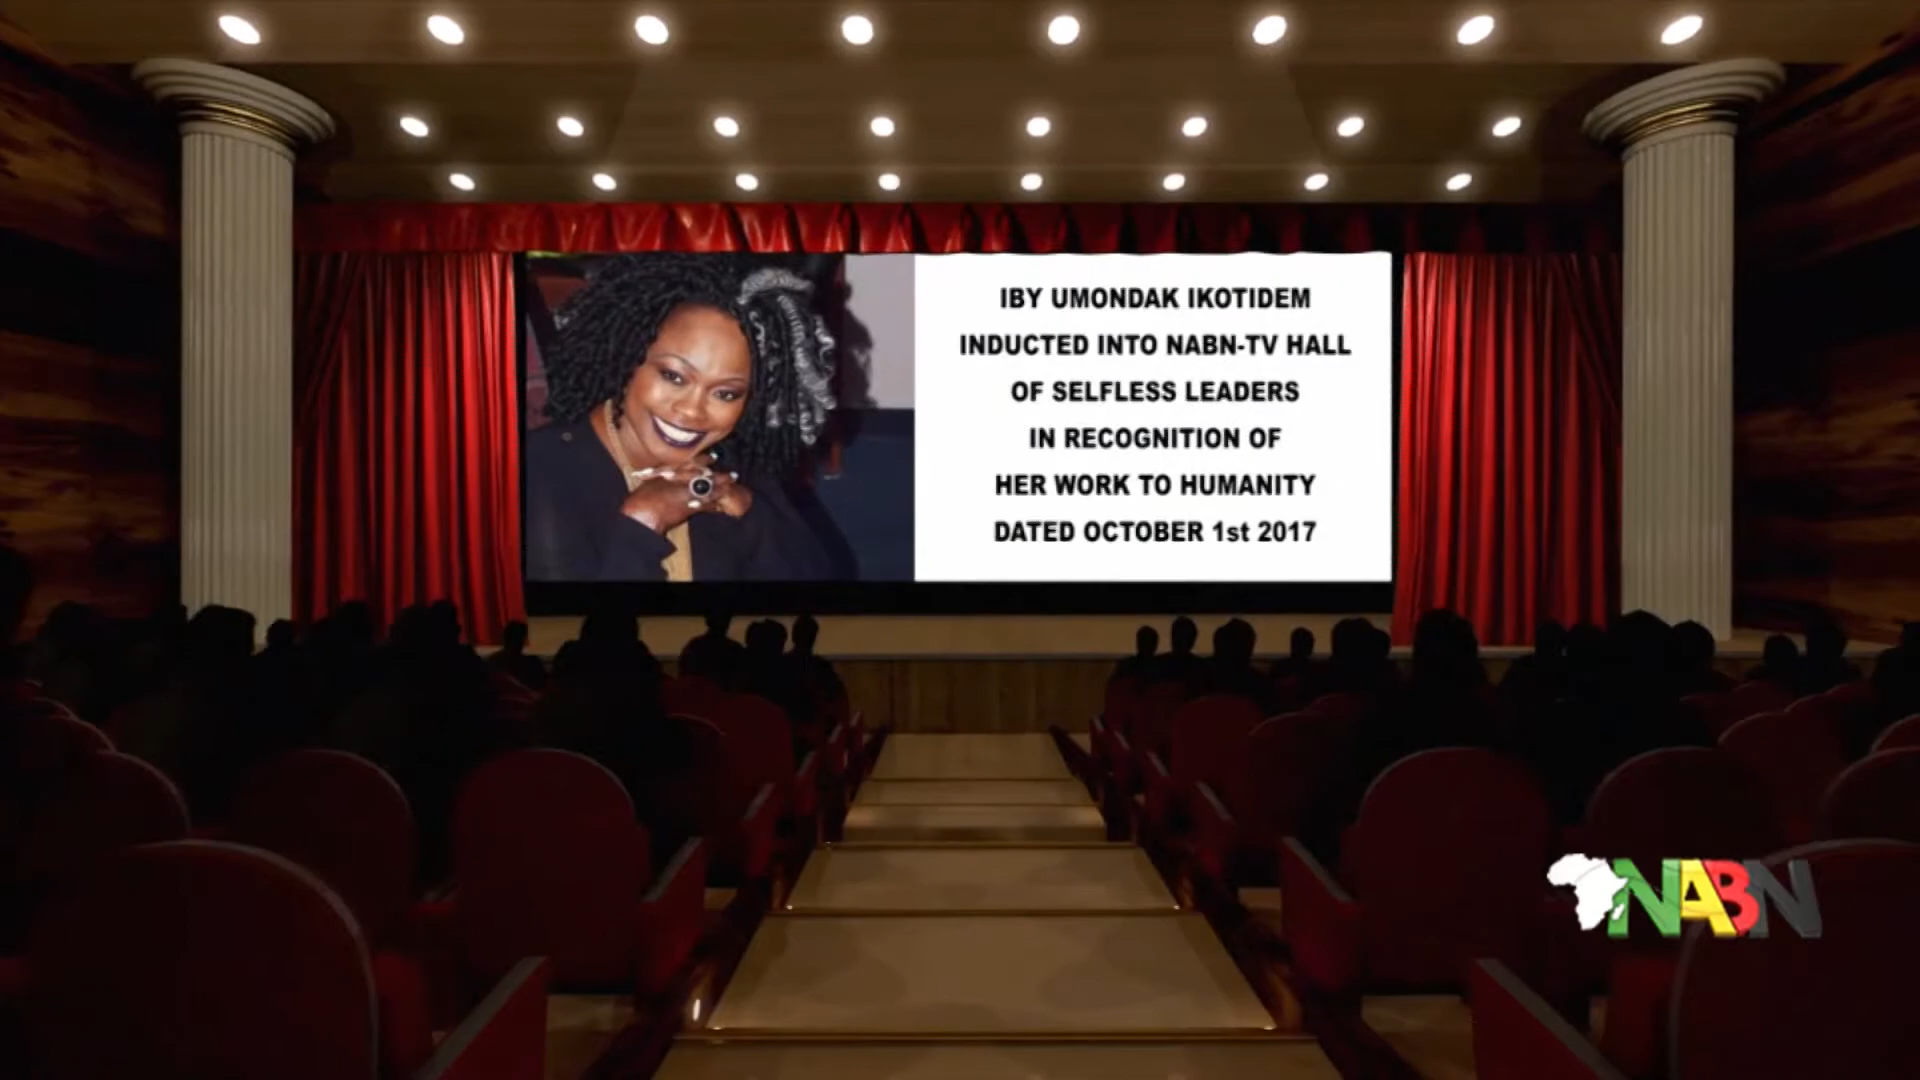 IBY UMONDAK IKOTIDEM
INDUCTED INTO NABN-TV HALL
OF SELFLESS LEADERS
IN RECOGNITION OF
HER WORK TO HUMANITY
DATED OCTOBER 1st 2017
NABN